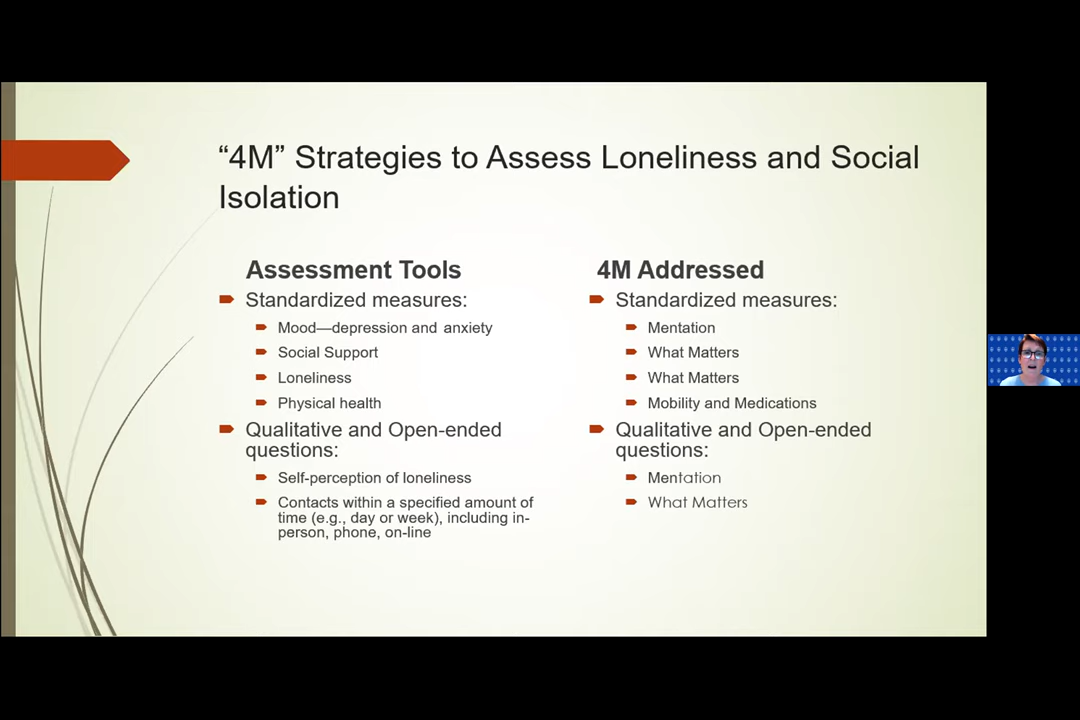 “4M” Strategies to Assess Loneliness and Social
Isolation
Assessment Tools
Standardized measures:
Mood—depression and anxiety
Social Support
Loneliness
Physical health
Qualitative and Open-ended
questions:
Self-perception of loneliness
Contacts within a specified amount of
time (e.g., day or week), including in-
person, phone, on-line
4M Addressed
Standardized measures:
Mentation
What Matters
What Matters
Mobility and Medications
Qualitative and Open-ended
questions:
Mentation
What Matters